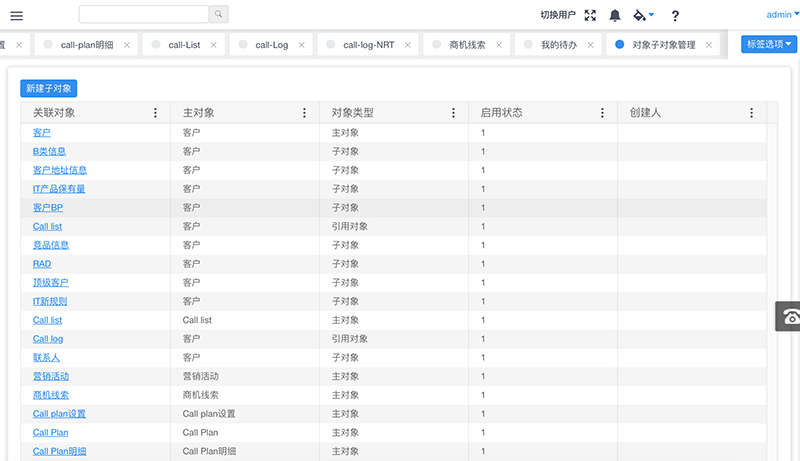 切换用户 ? admin
置 × call-plan明细 × call-List × call-Log × call-log-NRT × 商机线索 × 我的待办 × 对象子对象管理 × 标签选项
新建子对象
关联对象 主对象 对象类型 启用状态 创建人
客户 客户 主对象 1
B类信息 客户 子对象 1
客户地址信息 客户 子对象 1
IT产品保有量 客户 子对象 1
客户BP 客户 子对象 1
Call list 客户 引用对象 1
竞品信息 客户 子对象 1
RAD 客户 子对象 1
顶级客户 客户 子对象 1
IT新规则 客户 子对象 1
Call list Call list 主对象 1
Call log 客户 引用对象 1
联系人 客户 子对象 1
营销活动 营销活动 主对象 1
商机线索 商机线索 主对象 1
Call plan设置 Call plan设置 主对象 1
Call Plan Call Plan 主对象 1
Call Plan明细 Call Plan明细 主对象 1